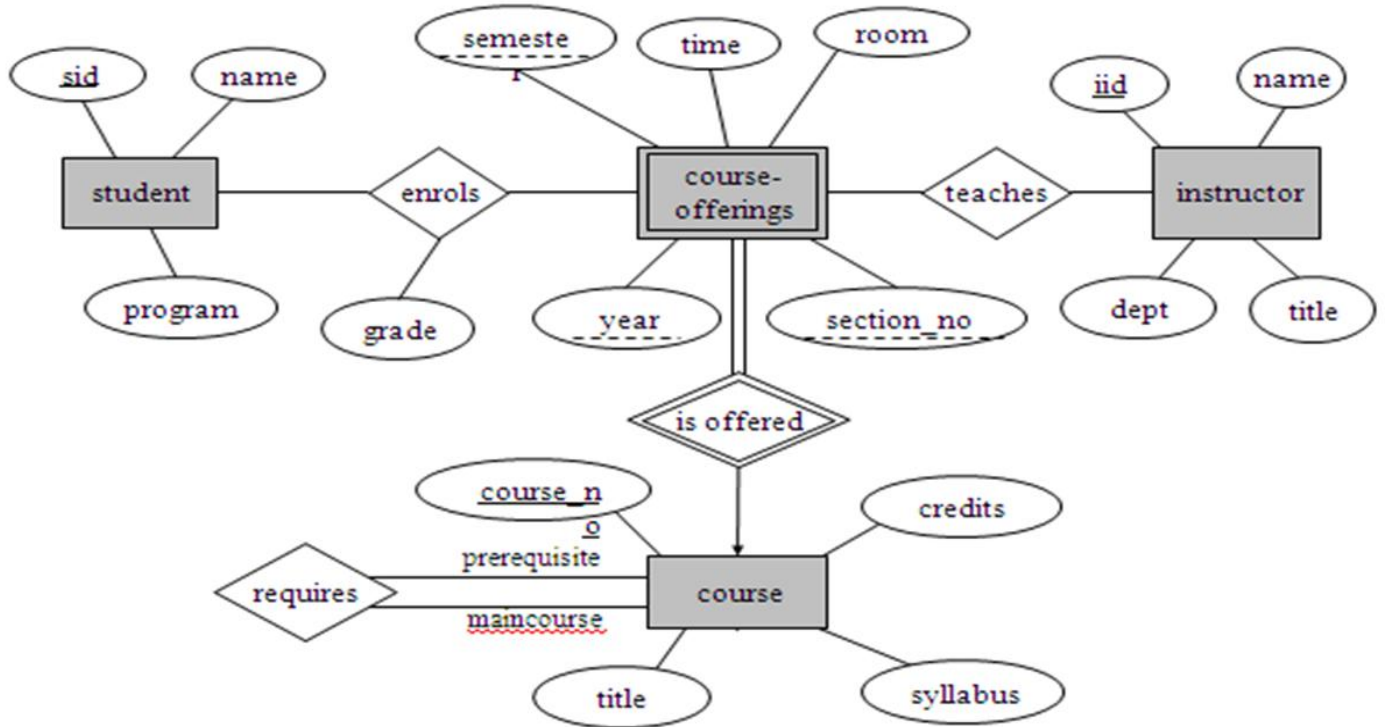 semeste
r
time
room
sid
name
iid
name
student
enrols
course-
offerings
teaches
instructor
program
grade
year
section_no
dept
title
is offered
course_n
o
credits
prerequisite
requires
course
maincourse
title
syllabus